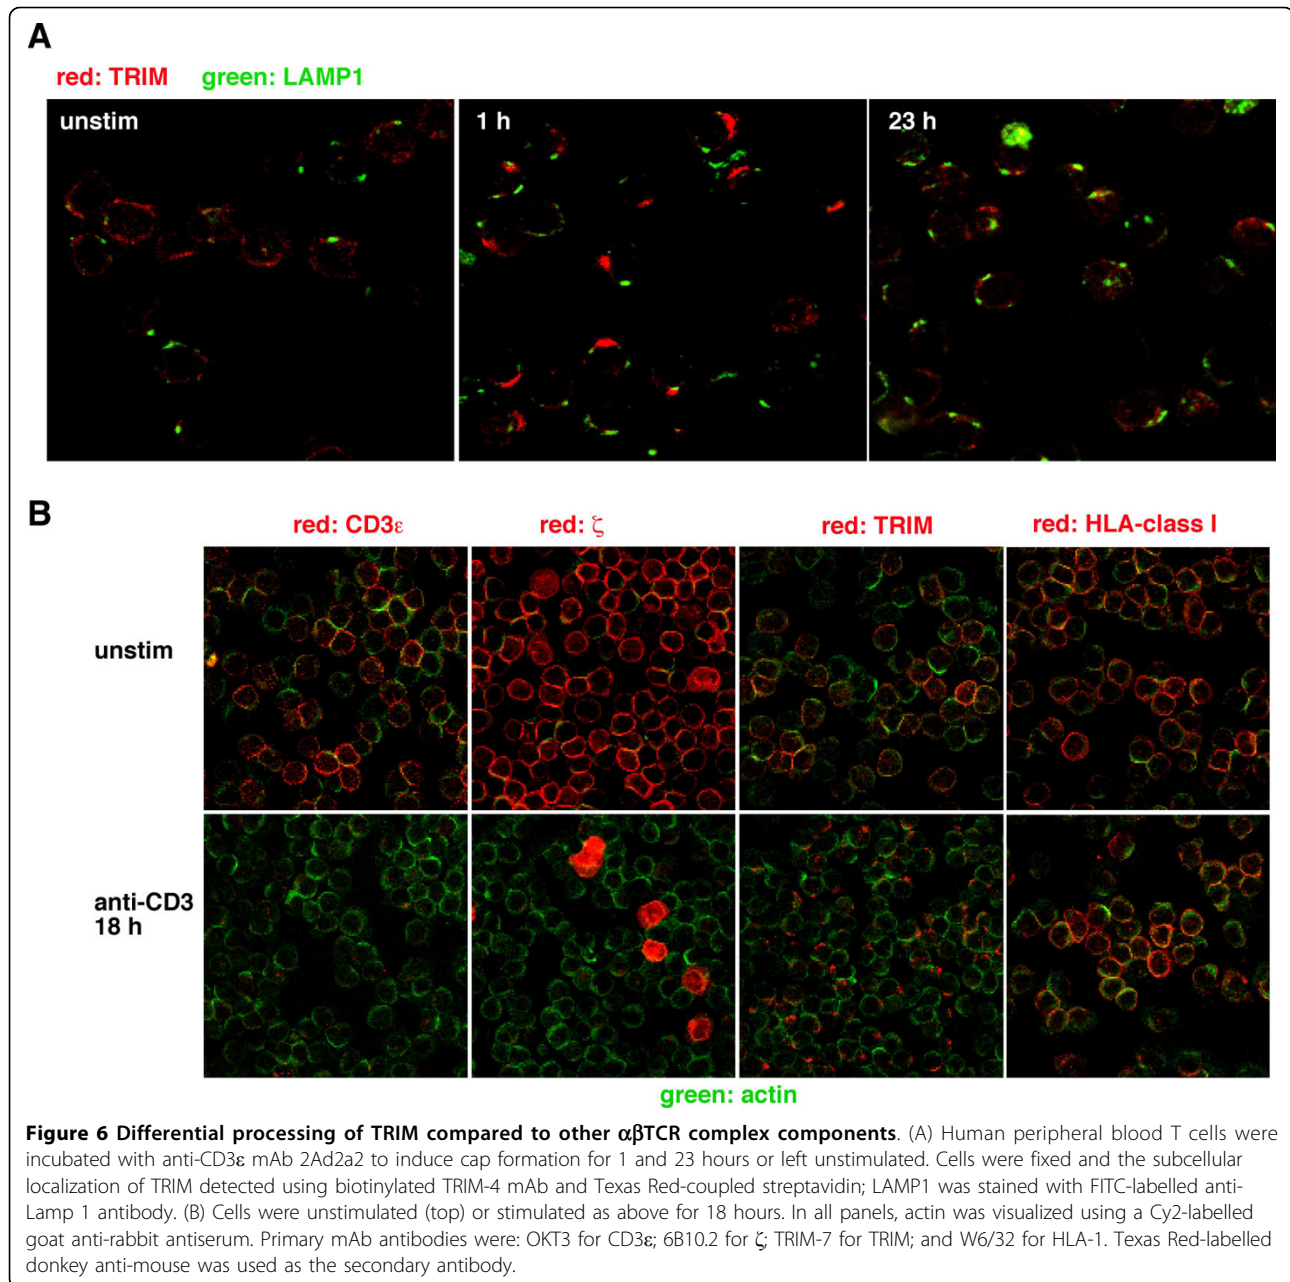 A
red: TRIM green: LAMP1
unstim 1 h 23 h
B
red: CD3ε red: ζ red: TRIM red: HLA-class I
unstim
anti-CD3
18 h
green: actin
Figure 6 Differential processing of TRIM compared to other αβTCR complex components. (A) Human peripheral blood T cells were
incubated with anti-CD3ε mAb 2Ad2a2 to induce cap formation for 1 and 23 hours or left unstimulated. Cells were fixed and the subcellular
localization of TRIM detected using biotinylated TRIM-4 mAb and Texas Red-coupled streptavidin; LAMP1 was stained with FITC-labelled anti-
Lamp 1 antibody. (B) Cells were unstimulated (top) or stimulated as above for 18 hours. In all panels, actin was visualized using a Cy2-labelled
goat anti-rabbit antiserum. Primary mAb antibodies were: OKT3 for CD3ε; 6B10.2 for ζ; TRIM-7 for TRIM; and W6/32 for HLA-1. Texas Red-labelled
donkey anti-mouse was used as the secondary antibody.